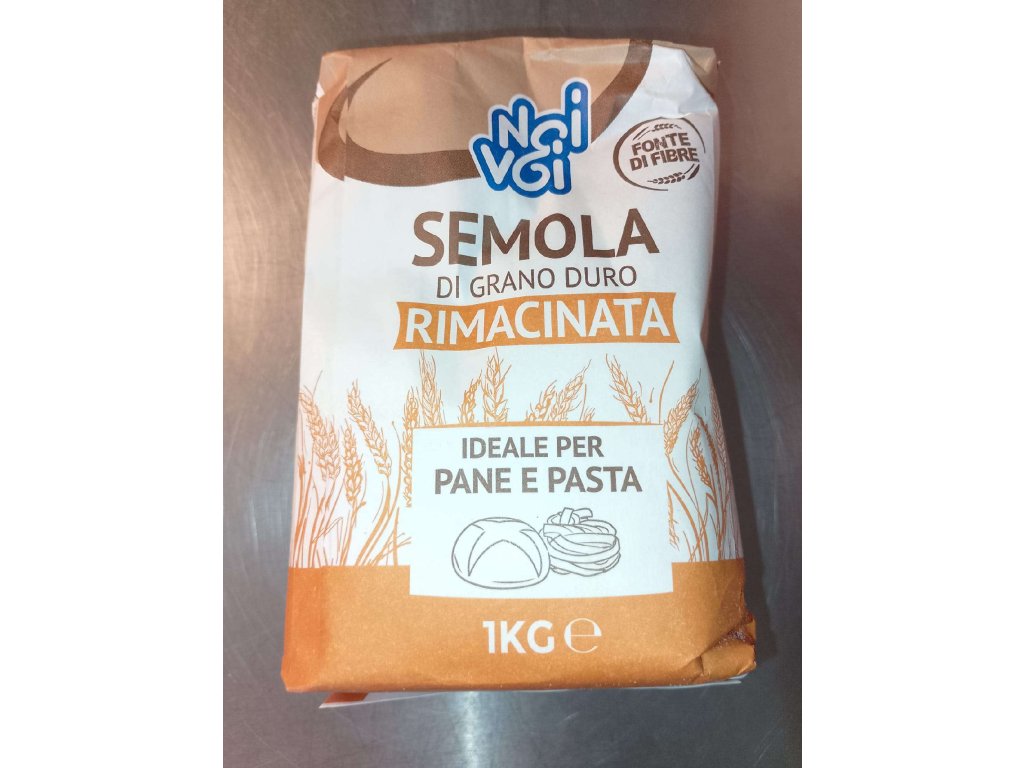 Noi
Voi
FONTE
DI FIBRE
SEMOLA
DI GRANO DURO
RIMACINATA
IDEALE PER
PANE E PASTA
1KG ℮